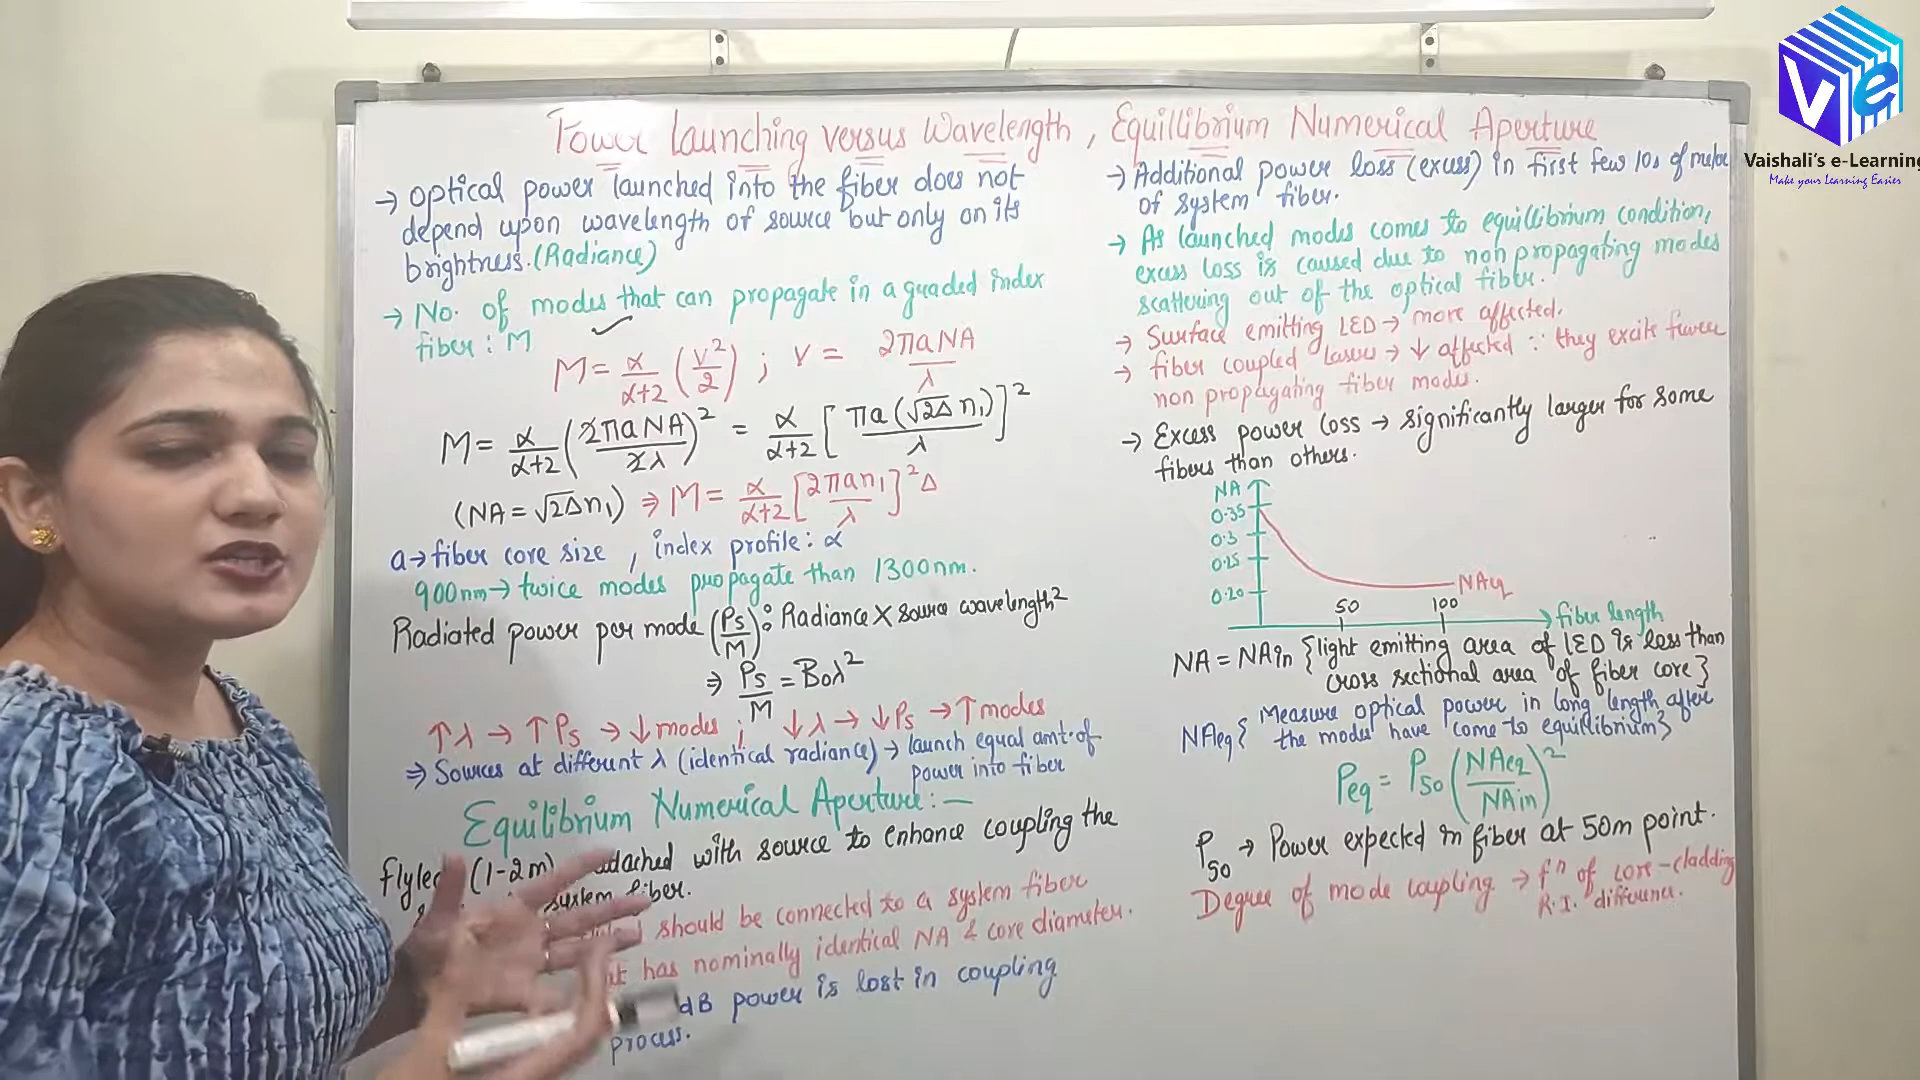 Power Launching versus Wavelength, Equillibrium Numerical Aperture
→ optical power launched into the fiber does not
depend upon wavelength of source but only on its
brightness. (Radiance)
→ No. of modes that can propagate in a graded index
fiber : M
M = α/(α+2) (V²/2) ; V = 2πaNA/λ
M = α/(α+2) (2πaNA/2λ)² = α/(α+2) [πa(√2Δ n₁)/λ]²
(NA = √2Δ n₁) ⇒ M = α/(α+2) [2πan₁/λ]² Δ
a → fiber core size , index profile : α
900nm → twice modes propagate than 1300nm.
Radiated power per mode (Ps/M) : Radiance X source wavelength²
⇒ Ps/M = B₀λ²
↑λ → ↑Ps → ↓modes ; ↓λ → ↓Ps → ↑modes
⇒ Sources at different λ (identical radiance) → launch equal amt. of
power into fiber
Equilibrium Numerical Aperture : —
(1-2m) attached with source to enhance coupling the
system fiber.
should be connected to a system fiber
has nominally identical NA & core diameter.
dB power is lost in coupling
process.
→ Additional power loss (excess) in first few 10s of meter
of system fiber.
→ As launched modes comes to equillibrium condition,
excess loss is caused due to non propagating modes
scattering out of the optical fiber.
→ Surface emitting LED → more affected.
→ fiber coupled lasers → ↓ affected ∵ they excite fewer
non propagating fiber modes.
→ Excess power loss → significantly larger for some
fibers than others.
NA
0.35
0.3
0.25
0.20
NAeq
50 100
fiber length
NA = NAin {light emitting area of LED is less than
cross sectional area of fiber core}
NAeq { Measure optical power in long length after
the modes have come to equillibrium}
Peq = P50 (NAeq/NAin)²
P50 → Power expected in fiber at 50m point.
Degree of mode coupling → fⁿ of core-cladding
R.I. difference.
Ve
Vaishali's e-Learning
Make your Learning Easier